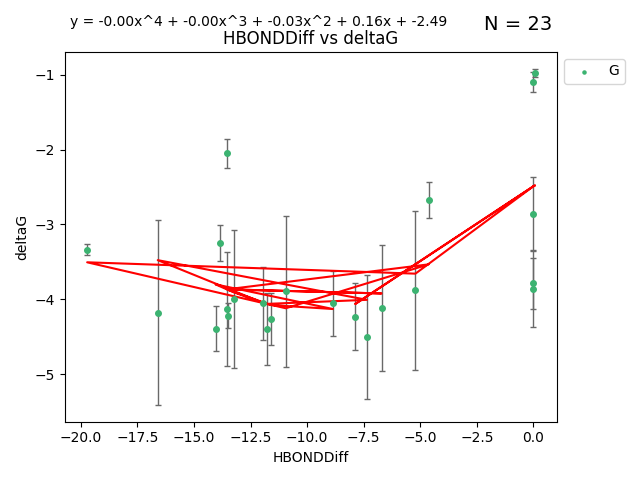 y = -0.00x^4 + -0.00x^3 + -0.03x^2 + 0.16x + -2.49
N = 23
HBONDDiff vs deltaG
G
−1
−2
−3
−4
−5
deltaG
−20.0 −17.5 −15.0 −12.5 −10.0 −7.5 −5.0 −2.5 0.0
HBONDDiff